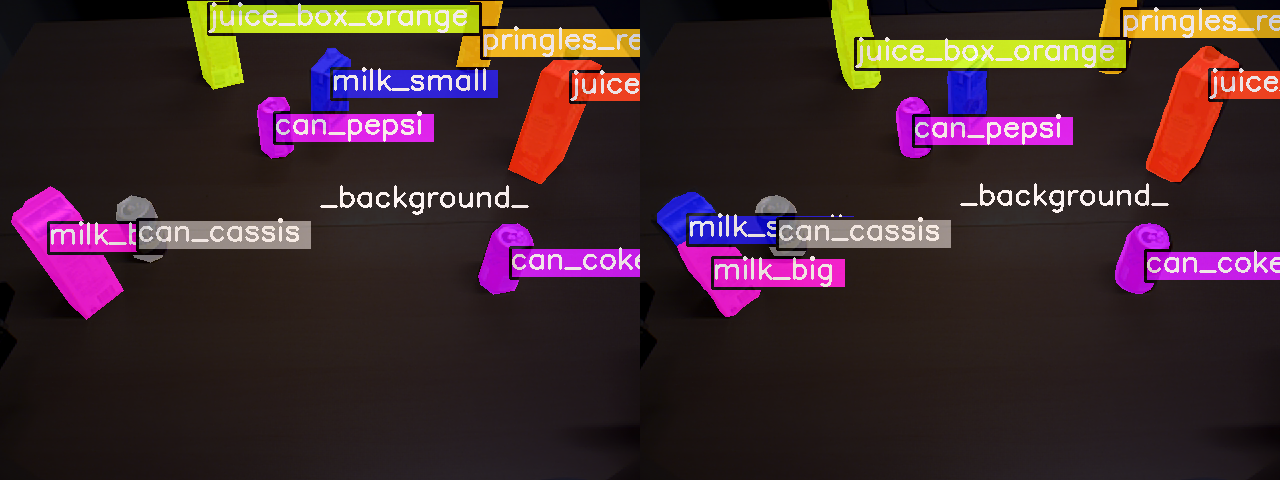 juice_box_orange
pringles_re
milk_small
juice
can_pepsi
_background_
milk_b
can_cassis
can_coke
pringles_re
juice_box_orange
juice
can_pepsi
_background_
milk_s
can_cassis
can_coke
milk_big